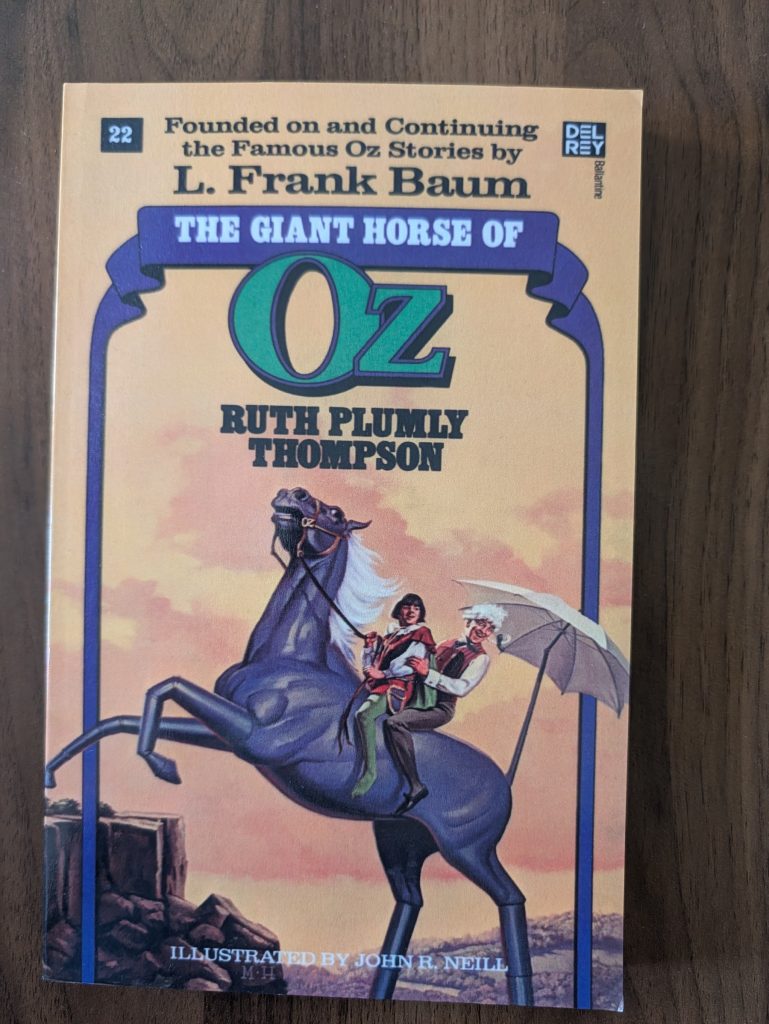 22
Founded on and Continuing
the Famous Oz Stories by
L. Frank Baum
DEL
REY
Ballantine
THE GIANT HORSE OF
Oz
RUTH PLUMLY
THOMPSON
ILLUSTRATED BY JOHN R. NEILL
M·H